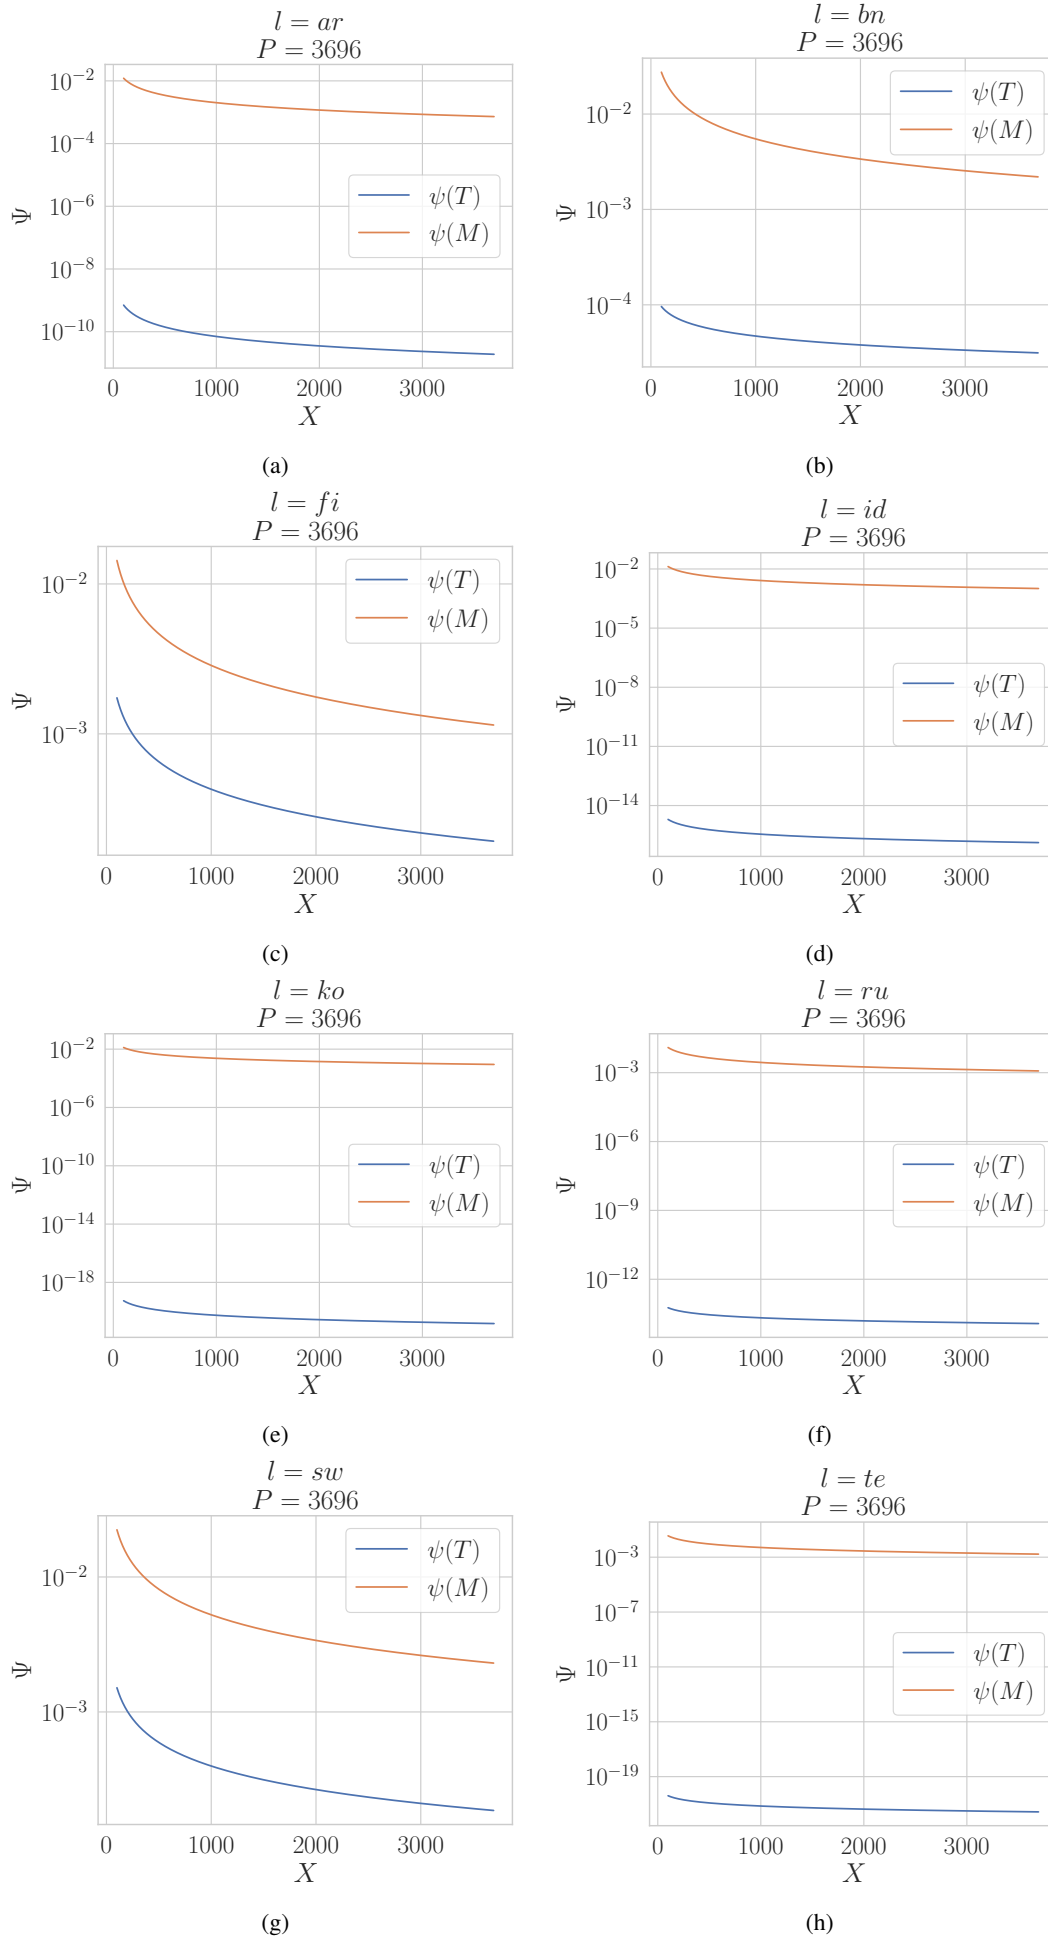 l = ar
P = 3696
10⁻²
10⁻⁴
10⁻⁶
10⁻⁸
10⁻¹⁰
Ψ
ψ(T)
ψ(M)
0 1000 2000 3000
X
(a)
l = bn
P = 3696
10⁻²
10⁻³
10⁻⁴
Ψ
ψ(T)
ψ(M)
0 1000 2000 3000
X
(b)
l = fi
P = 3696
10⁻²
10⁻³
Ψ
ψ(T)
ψ(M)
0 1000 2000 3000
X
(c)
l = id
P = 3696
10⁻²
10⁻⁵
10⁻⁸
10⁻¹¹
10⁻¹⁴
Ψ
ψ(T)
ψ(M)
0 1000 2000 3000
X
(d)
l = ko
P = 3696
10⁻²
10⁻⁶
10⁻¹⁰
10⁻¹⁴
10⁻¹⁸
Ψ
ψ(T)
ψ(M)
0 1000 2000 3000
X
(e)
l = ru
P = 3696
10⁻³
10⁻⁶
10⁻⁹
10⁻¹²
Ψ
ψ(T)
ψ(M)
0 1000 2000 3000
X
(f)
l = sw
P = 3696
10⁻²
10⁻³
Ψ
ψ(T)
ψ(M)
0 1000 2000 3000
X
(g)
l = te
P = 3696
10⁻³
10⁻⁷
10⁻¹¹
10⁻¹⁵
10⁻¹⁹
Ψ
ψ(T)
ψ(M)
0 1000 2000 3000
X
(h)